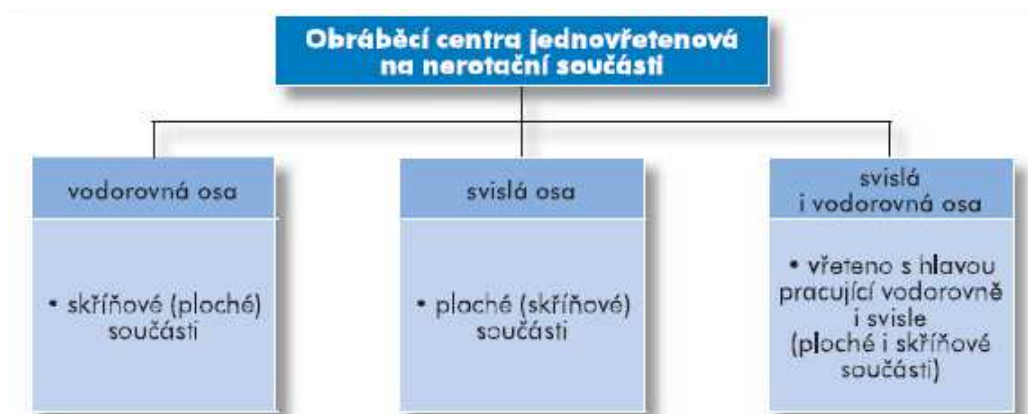 Obráběcí centra jednovřetenová
na nerotační součásti
vodorovná osa
• skříňové (ploché)
součásti
svislá osa
• ploché (skříňové)
součásti
svislá
i vodorovná osa
• vřeteno s hlavou
pracující vodorovně
i svisle
(ploché i skříňové
součásti)